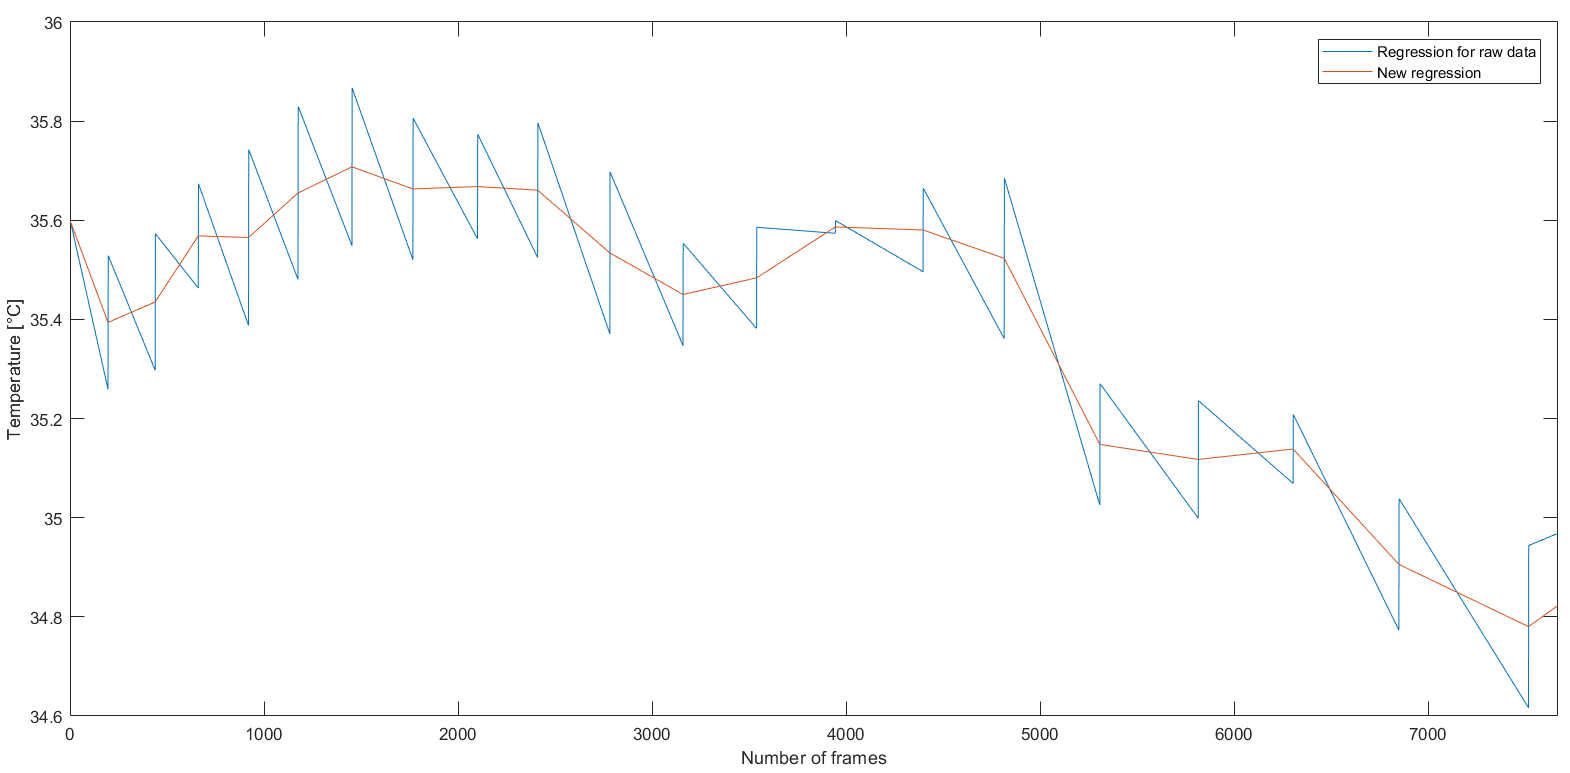 36
35.8
35.6
35.4
35.2
35
34.8
34.6
Temperature [°C]
0 1000 2000 3000 4000 5000 6000 7000
Number of frames
Regression for raw data
New regression